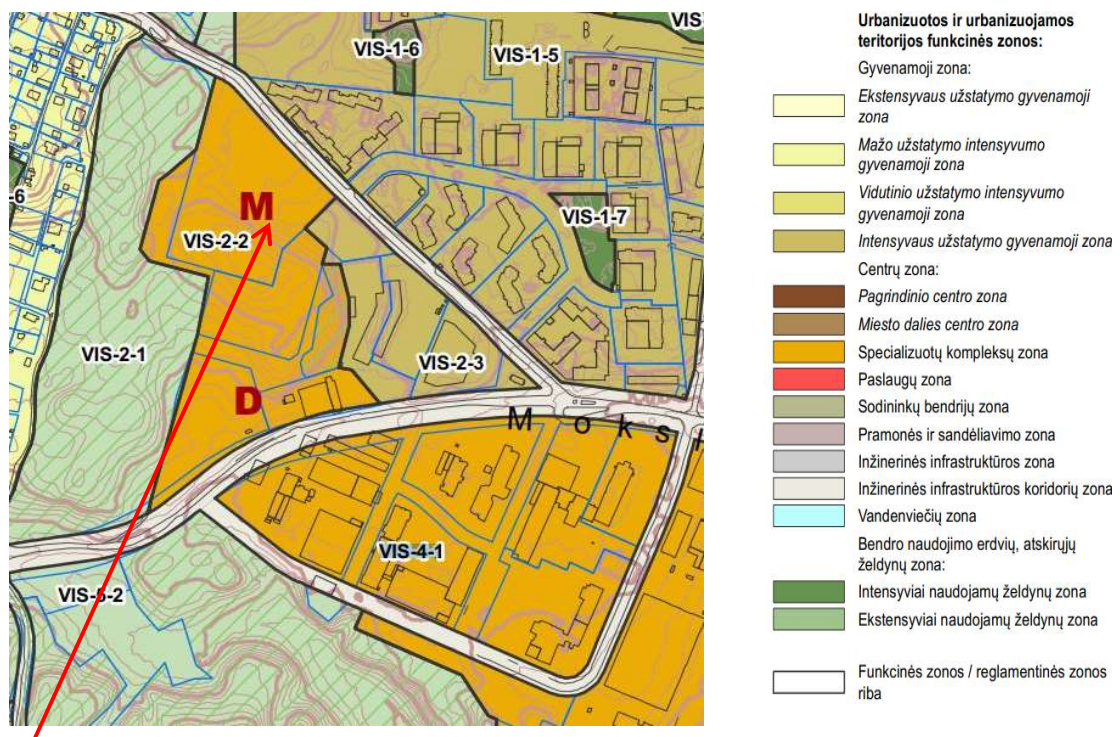 VIS-1-6
VIS-1-5
VIS
B
-6
M
VIS-2-2
VIS-1-7
VIS-2-1
VIS-2-3
D
M o k s l
VIS-4-1
VIS-5-2
Urbanizuotos ir urbanizuojamos
teritorijos funkcinės zonos:
Gyvenamoji zona:
Ekstensyvaus užstatymo gyvenamoji
zona
Mažo užstatymo intensyvumo
gyvenamoji zona
Vidutinio užstatymo intensyvumo
gyvenamoji zona
Intensyvaus užstatymo gyvenamoji zona
Centrų zona:
Pagrindinio centro zona
Miesto dalies centro zona
Specializuotų kompleksų zona
Paslaugų zona
Sodininkų bendrijų zona
Pramonės ir sandėliavimo zona
Inžinerinės infrastruktūros zona
Inžinerinės infrastruktūros koridorių zona
Vandenviečių zona
Bendro naudojimo erdvių, atskirųjų
želdynų zona:
Intensyviai naudojamų želdynų zona
Ekstensyviai naudojamų želdynų zona
Funkcinės zonos / reglamentinės zonos
riba